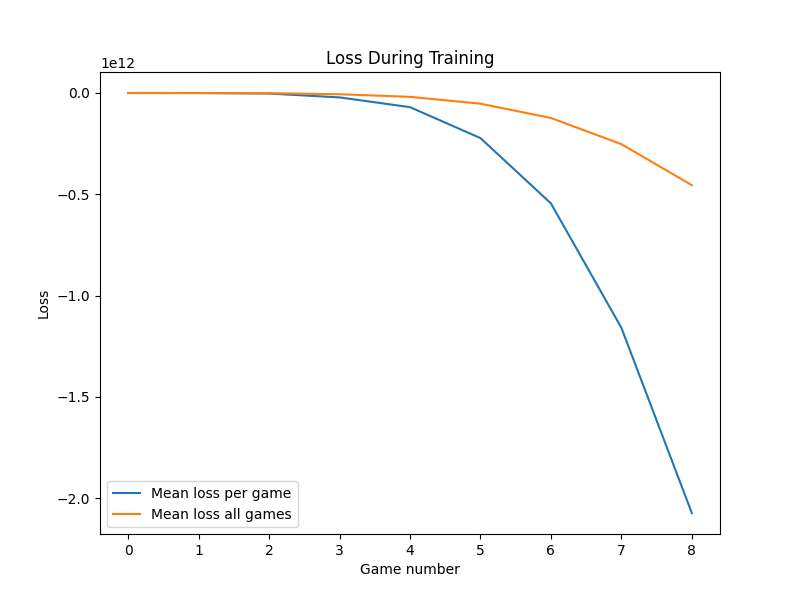 Loss During Training
1e12
0.0
−0.5
−1.0
−1.5
−2.0
Loss
Mean loss per game
Mean loss all games
0 1 2 3 4 5 6 7 8
Game number